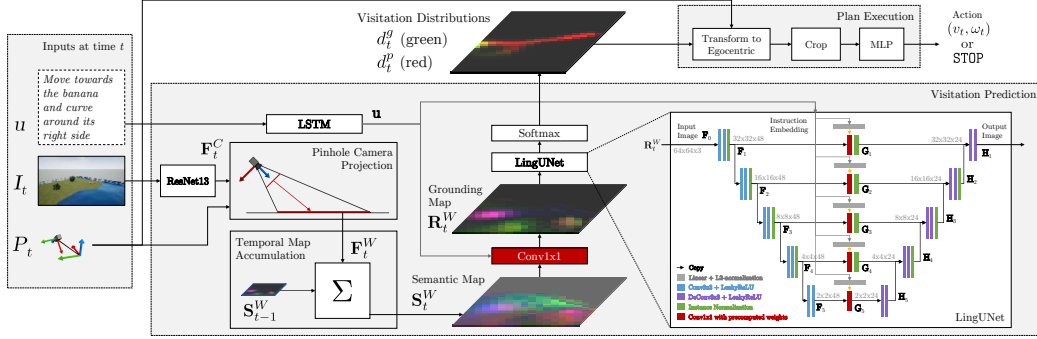 Inputs at time t
u
Move towards
the banana
and curve
around its
right side
I_t
P_t
LSTM
u
ResNet13
F_t^C
Pinhole Camera
Projection
Temporal Map
Accumulation
F_t^W
S_{t−1}^W
Σ
Visitation Distributions
d_t^g (green)
d_t^p (red)
Softmax
LingUNet
Grounding
Map
R_t^W
Conv1x1
Semantic Map
S_t^W
Plan Execution
Transform to
Egocentric
Crop
MLP
Action
(v_t, ω_t)
or
STOP
Visitation Prediction
Input
Image
F_0
R_t^W
64x64x3
32x32x48
F_1
16x16x48
F_2
8x8x48
F_3
4x4x48
F_4
2x2x48
F_5
Instruction
Embedding
G_1
G_2
G_3
G_4
G_5
2x2x24
H_5
4x4x24
H_4
8x8x24
H_3
16x16x24
H_2
32x32x24
H_1
Output
Image
Copy
Linear + L2-normalization
Conv3x3 + LeakyReLU
DeConv3x3 + LeakyReLU
Instance Normalization
Conv1x1 with precomputed weights
LingUNet